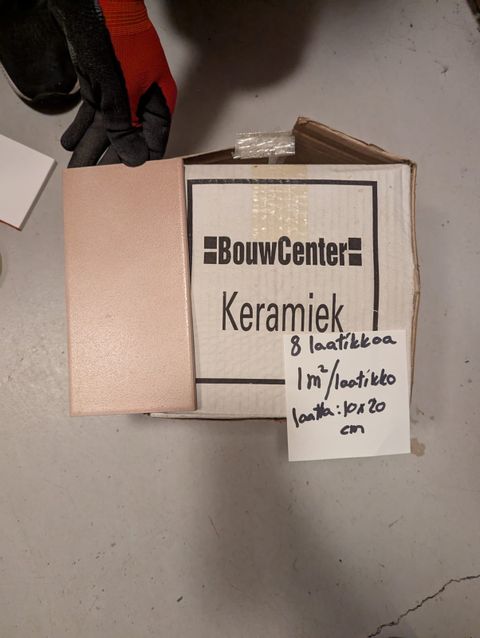 BouwCenter
Keramiek
8 laatikkoa
1m²/laatikko
laatta: 10x20
cm